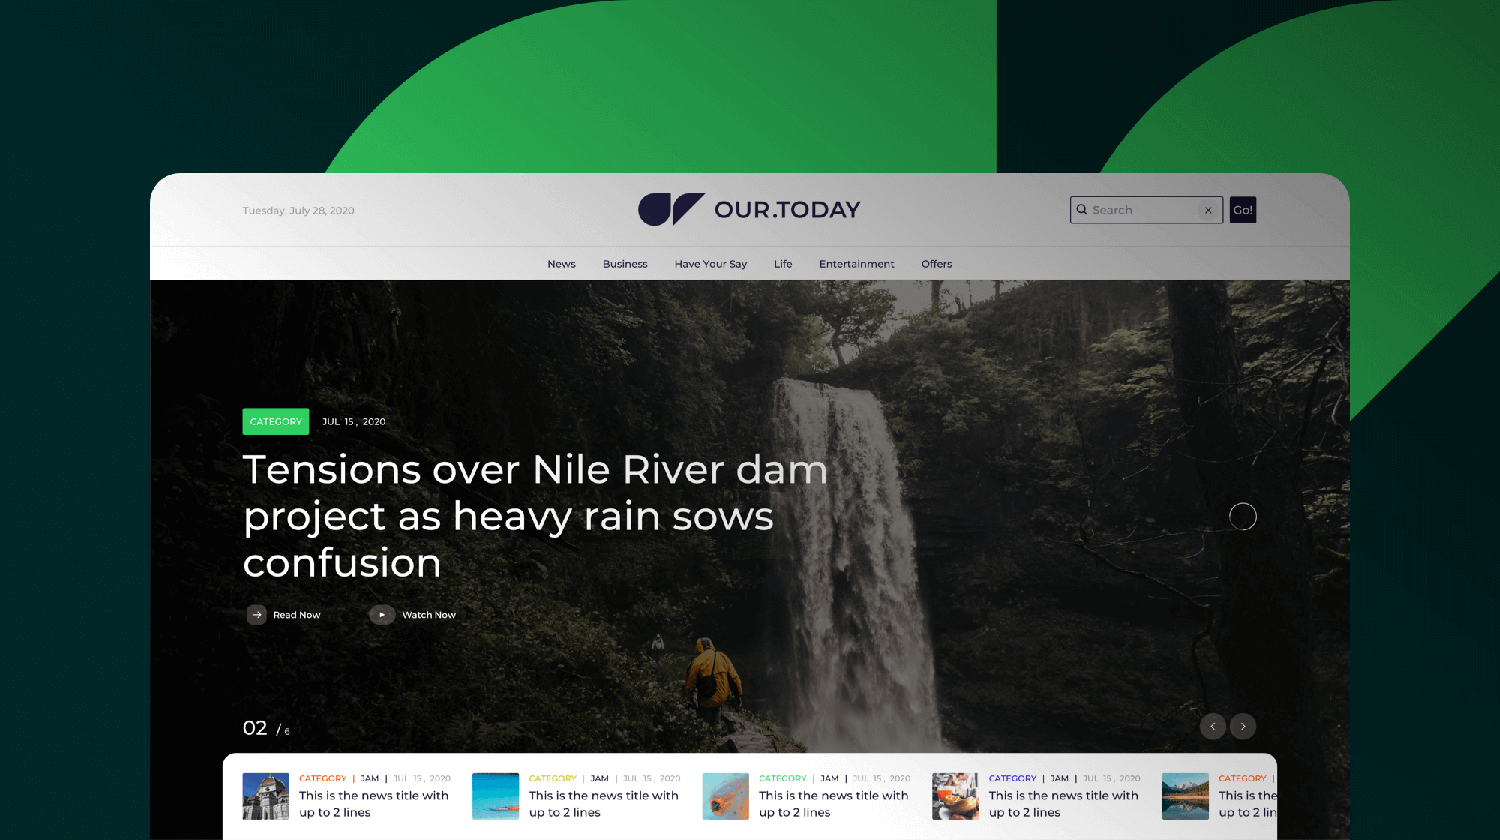 Tuesday, July 28, 2020
OUR.TODAY
Search
Go!
News Business Have Your Say Life Entertainment Offers
CATEGORY JUL 15 , 2020
Tensions over Nile River dam
project as heavy rain sows
confusion
Read Now Watch Now
02 / 6
CATEGORY | JAM | JUL 15 , 2020
This is the news title with
up to 2 lines
CATEGORY | JAM | JUL 15 , 2020
This is the news title with
up to 2 lines
CATEGORY | JAM | JUL 15 , 2020
This is the news title with
up to 2 lines
CATEGORY | JAM | JUL 15 , 2020
This is the news title with
up to 2 lines
CATEGORY |
This is the
up to 2 lin